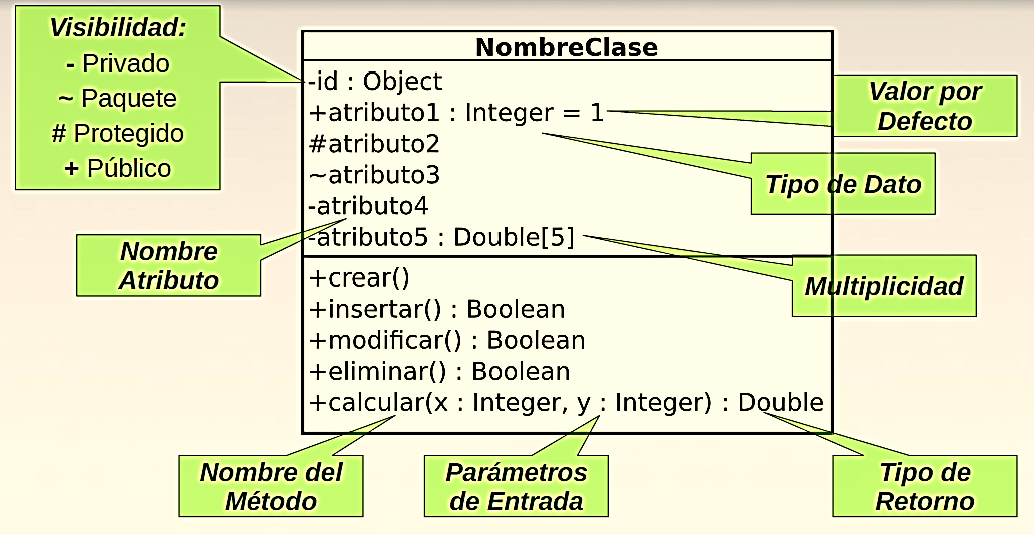 Visibilidad:
- Privado
~ Paquete
# Protegido
+ Público
NombreClase
-id : Object
+atributo1 : Integer = 1
#atributo2
~atributo3
-atributo4
-atributo5 : Double[5]
+crear()
+insertar() : Boolean
+modificar() : Boolean
+eliminar() : Boolean
+calcular(x : Integer, y : Integer) : Double
Valor por
Defecto
Tipo de Dato
Nombre
Atributo
Multiplicidad
Nombre del
Método
Parámetros
de Entrada
Tipo de
Retorno